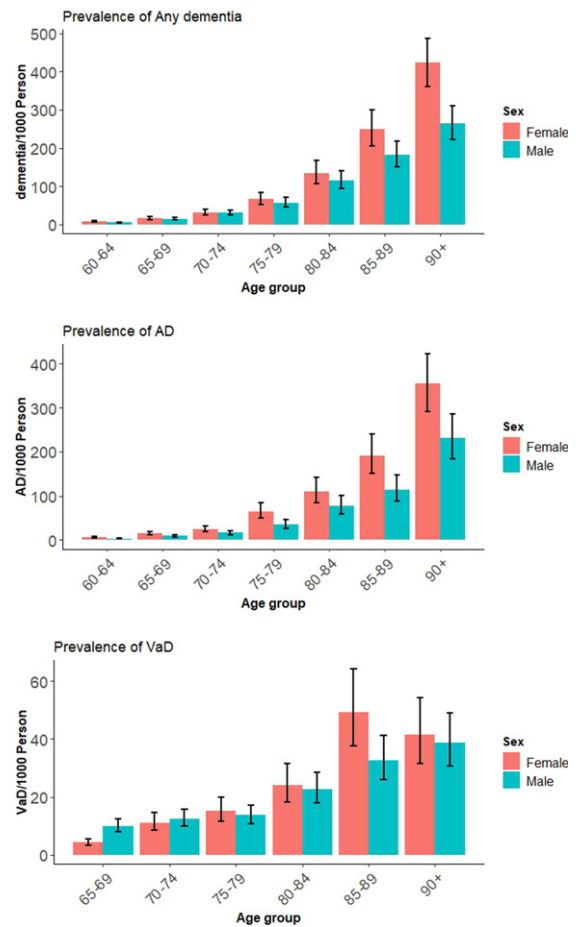 Prevalence of Any dementia
dementia/1000 Person
500
400
300
200
100
0
60-64
65-69
70-74
75-79
80-84
85-89
90+
Age group
Sex
Female
Male
Prevalence of AD
AD/1000 Person
400
300
200
100
0
60-64
65-69
70-74
75-79
80-84
85-89
90+
Age group
Sex
Female
Male
Prevalence of VaD
VaD/1000 Person
60
40
20
0
65-69
70-74
75-79
80-84
85-89
90+
Age group
Sex
Female
Male